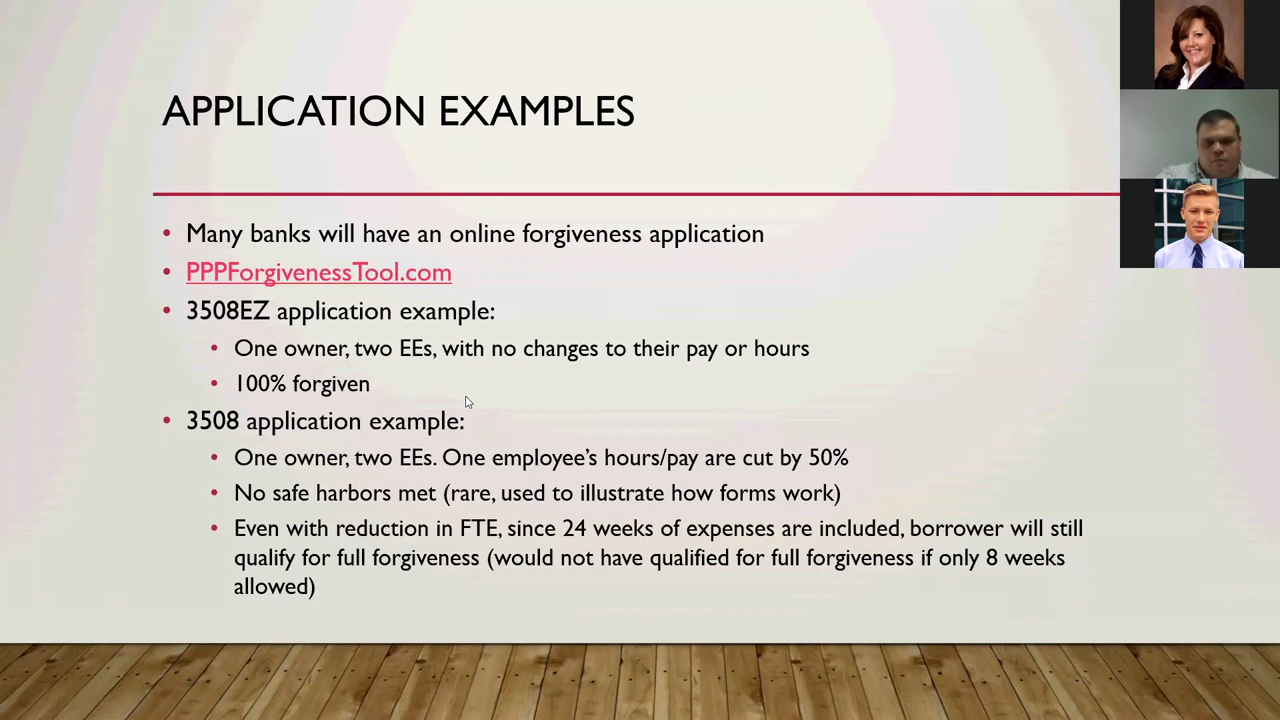 APPLICATION EXAMPLES
• Many banks will have an online forgiveness application
• PPPForgivenessTool.com
• 3508EZ application example:
• One owner, two EEs, with no changes to their pay or hours
• 100% forgiven
• 3508 application example:
• One owner, two EEs. One employee's hours/pay are cut by 50%
• No safe harbors met (rare, used to illustrate how forms work)
• Even with reduction in FTE, since 24 weeks of expenses are included, borrower will still
qualify for full forgiveness (would not have qualified for full forgiveness if only 8 weeks
allowed)